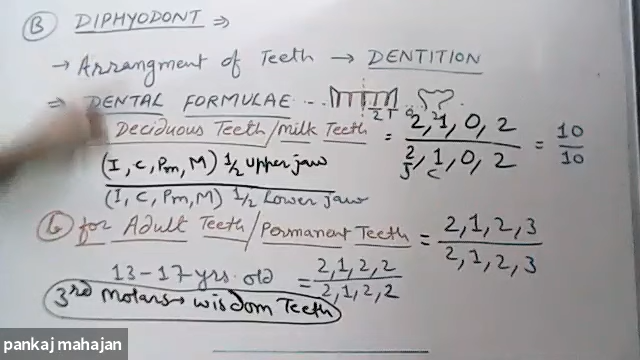 B DIPHYODONT ⇒
→ Arrangment of Teeth → DENTITION
⇒ DENTAL FORMULAE
Deciduous Teeth/Milk Teeth = 2,1,0,2 / 2,1,0,2 = 10/10
(I, C, Pm, M) 1/2 upper jaw
(I, C, Pm, M) 1/2 Lower jaw
for Adult Teeth/Permanent Teeth = 2,1,2,3 / 2,1,2,3
13-17 yrs. old = 2,1,2,2 / 2,1,2,2
3rd Molars → wisdom Teeth
pankaj mahajan